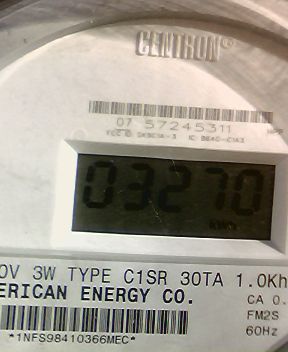 CENTRON®
07 57245311
03270
0V 3W TYPE C1SR 30TA 1.0Kh
ERICAN ENERGY CO.
CA 0.
FM2S
*1NFS98410366MEC*
60Hz